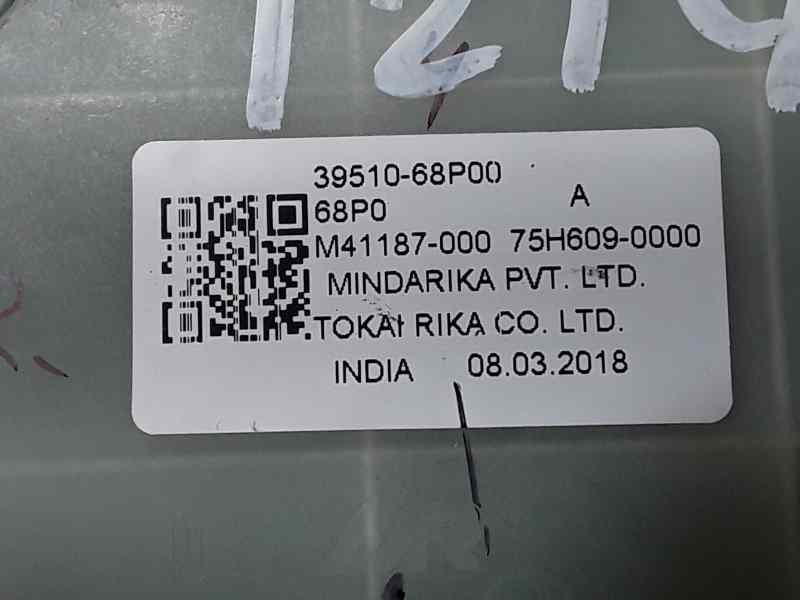 39510-68P00
68P0 A
M41187-000 75H609-0000
MINDARIKA PVT. LTD.
TOKAI RIKA CO. LTD.
INDIA 08.03.2018